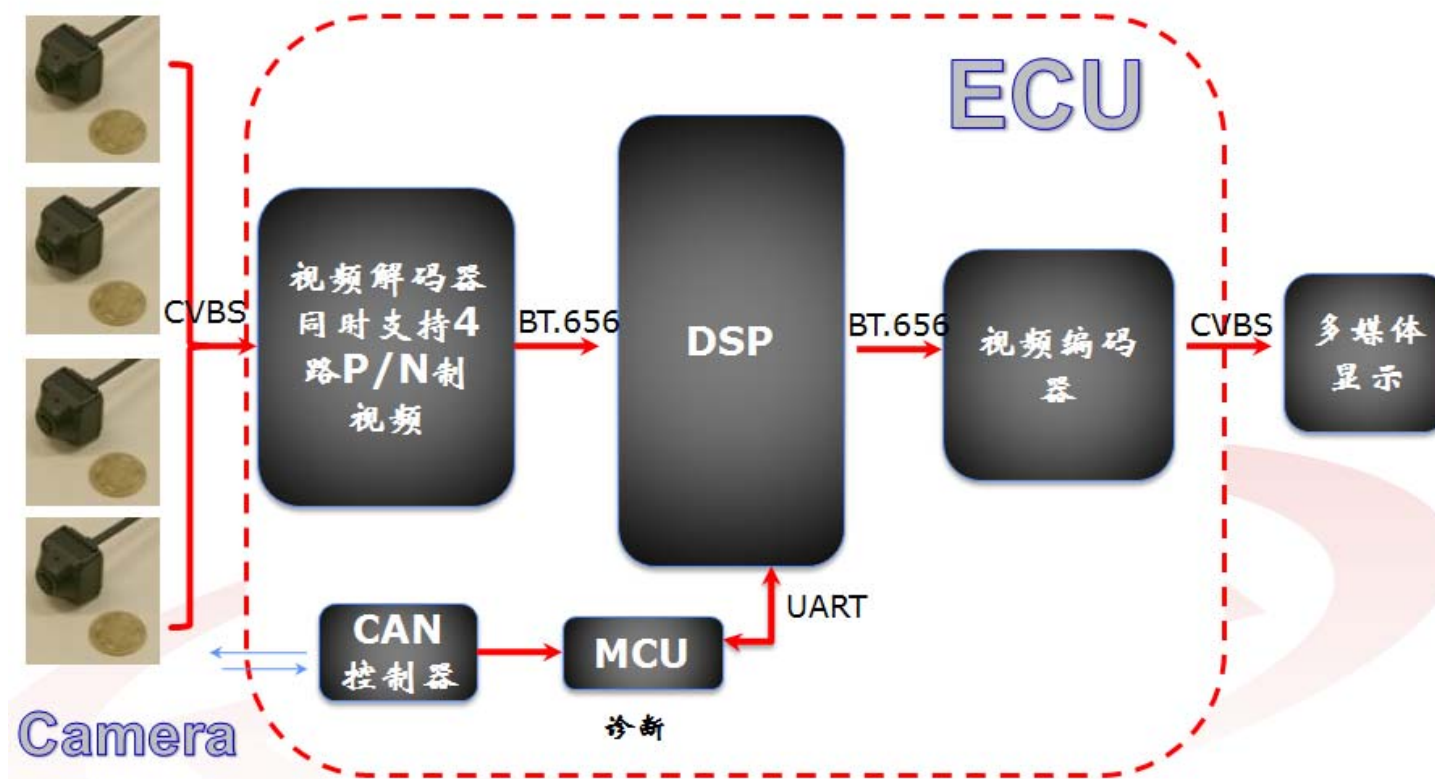 ECU
CVBS
视频解码器
同时支持4
路P/N制
视频
BT.656
DSP
BT.656
视频编码
器
CVBS
多媒体
显示
UART
CAN
控制器
MCU
诊断
Camera